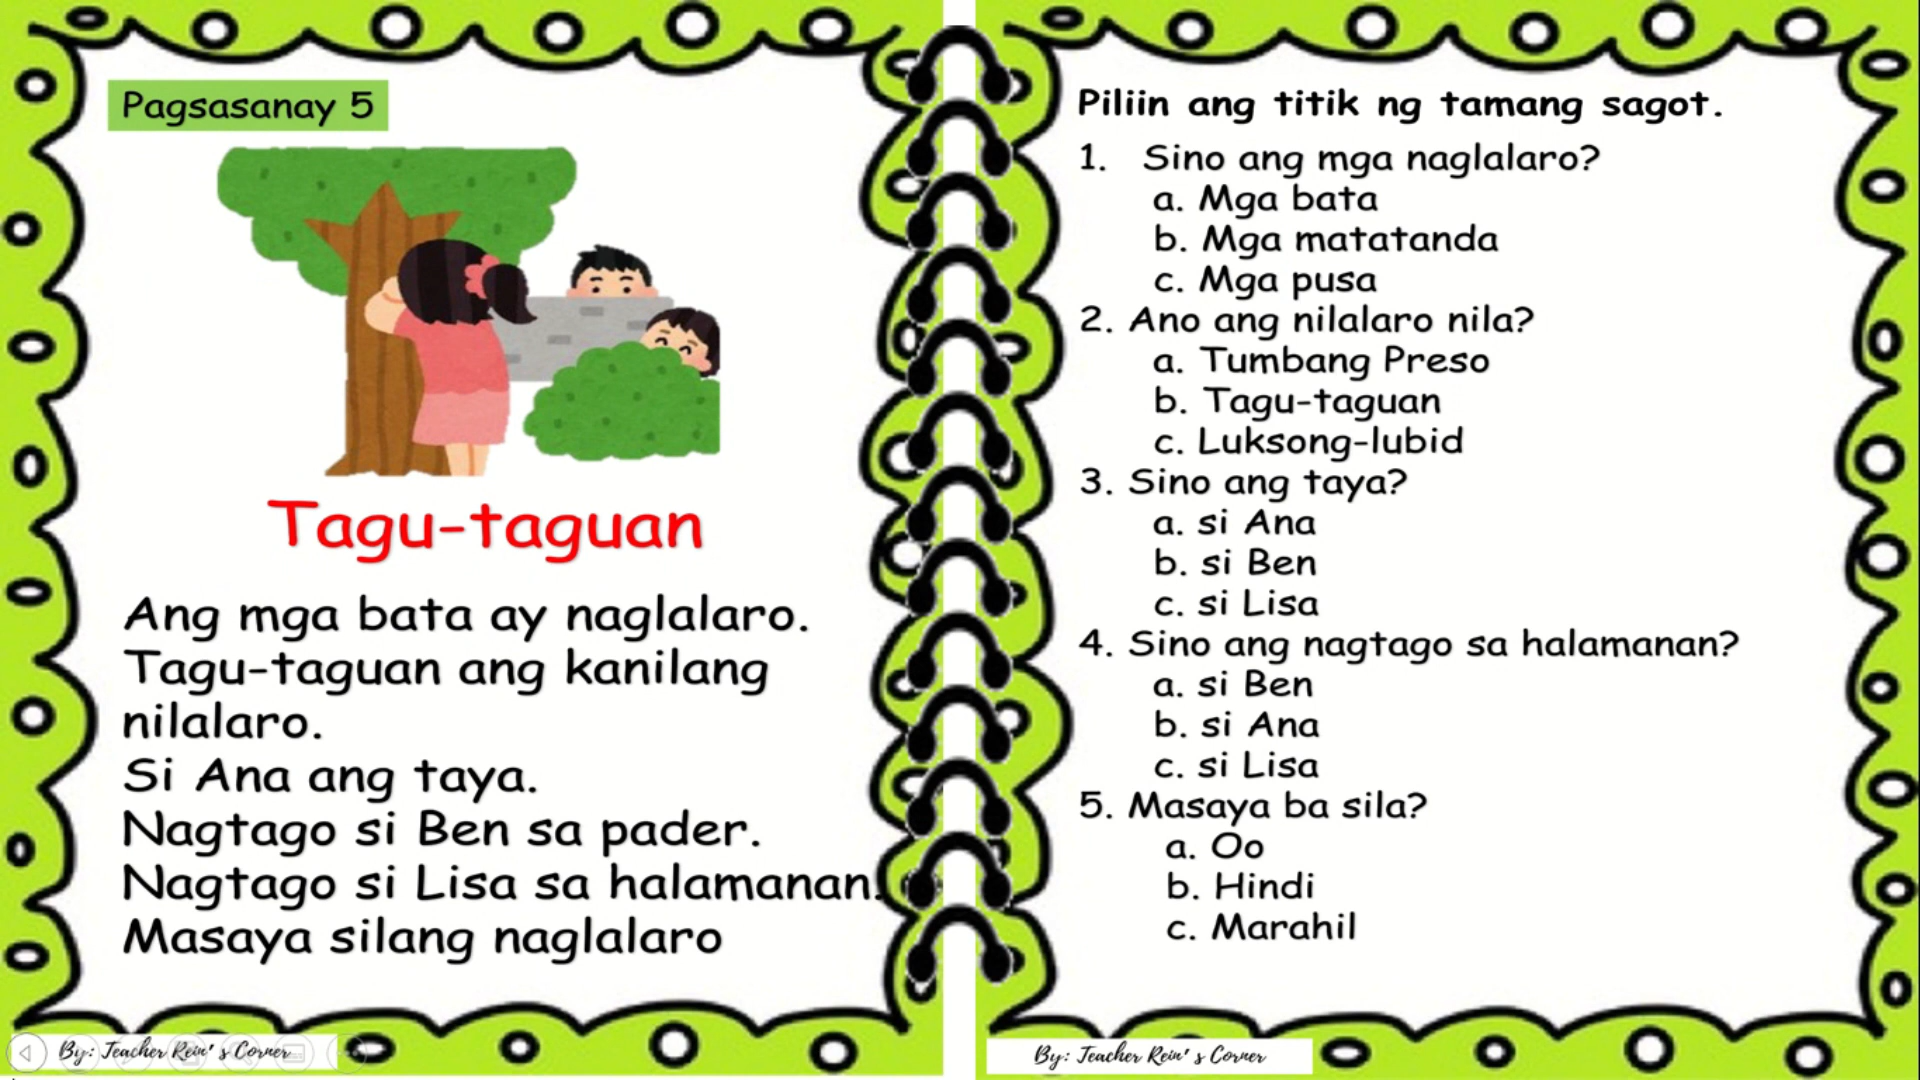 Pagsasanay 5
Tagu-taguan
Ang mga bata ay naglalaro.
Tagu-taguan ang kanilang
nilalaro.
Si Ana ang taya.
Nagtago si Ben sa pader.
Nagtago si Lisa sa halamanan.
Masaya silang naglalaro
By: Teacher Rein's Corner
Piliin ang titik ng tamang sagot.
1. Sino ang mga naglalaro?
a. Mga bata
b. Mga matatanda
c. Mga pusa
2. Ano ang nilalaro nila?
a. Tumbang Preso
b. Tagu-taguan
c. Luksong-lubid
3. Sino ang taya?
a. si Ana
b. si Ben
c. si Lisa
4. Sino ang nagtago sa halamanan?
a. si Ben
b. si Ana
c. si Lisa
5. Masaya ba sila?
a. Oo
b. Hindi
c. Marahil
By: Teacher Rein's Corner